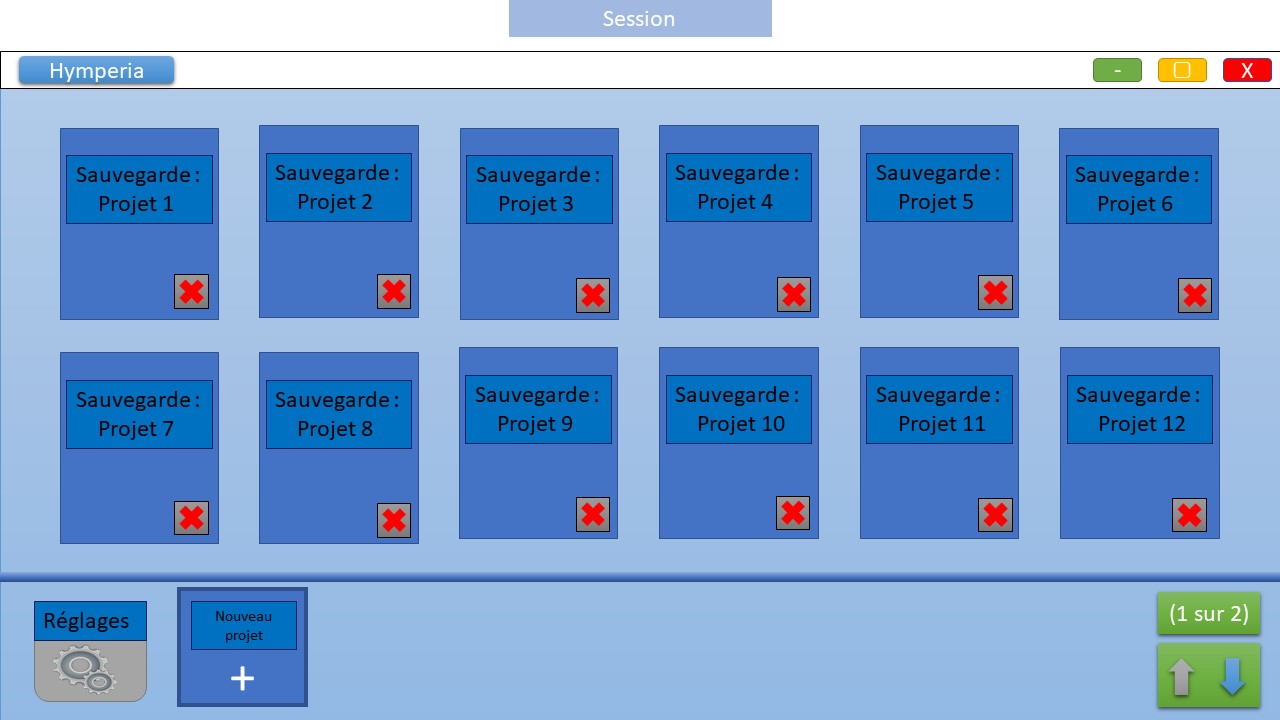 Session
Hymperia
-
X
Sauvegarde :
Projet 1
Sauvegarde :
Projet 2
Sauvegarde :
Projet 3
Sauvegarde :
Projet 4
Sauvegarde :
Projet 5
Sauvegarde :
Projet 6
Sauvegarde :
Projet 7
Sauvegarde :
Projet 8
Sauvegarde :
Projet 9
Sauvegarde :
Projet 10
Sauvegarde :
Projet 11
Sauvegarde :
Projet 12
Réglages
Nouveau
projet
+
(1 sur 2)